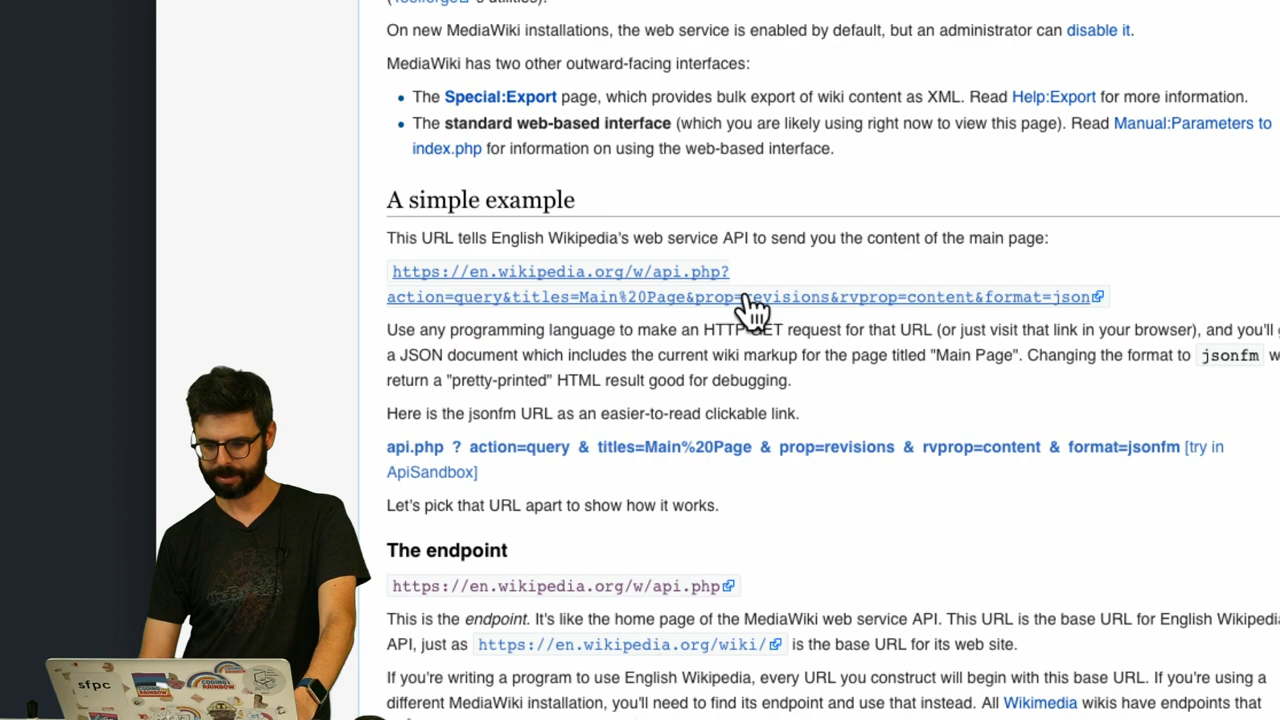 On new MediaWiki installations, the web service is enabled by default, but an administrator can disable it.
MediaWiki has two other outward-facing interfaces:
The Special:Export page, which provides bulk export of wiki content as XML. Read Help:Export for more information.
The standard web-based interface (which you are likely using right now to view this page). Read Manual:Parameters to
index.php for information on using the web-based interface.
A simple example
This URL tells English Wikipedia's web service API to send you the content of the main page:
https://en.wikipedia.org/w/api.php?
action=query&titles=Main%20Page&prop=revisions&rvprop=content&format=json
Use any programming language to make an HTTP GET request for that URL (or just visit that link in your browser), and you'll
a JSON document which includes the current wiki markup for the page titled "Main Page". Changing the format to jsonfm w
return a "pretty-printed" HTML result good for debugging.
Here is the jsonfm URL as an easier-to-read clickable link.
api.php ? action=query & titles=Main%20Page & prop=revisions & rvprop=content & format=jsonfm [try in
ApiSandbox]
Let's pick that URL apart to show how it works.
The endpoint
https://en.wikipedia.org/w/api.php
This is the endpoint. It's like the home page of the MediaWiki web service API. This URL is the base URL for English Wikipedia
API, just as https://en.wikipedia.org/wiki/ is the base URL for its web site.
If you're writing a program to use English Wikipedia, every URL you construct will begin with this base URL. If you're using a
different MediaWiki installation, you'll need to find its endpoint and use that instead. All Wikimedia wikis have endpoints that
sfpc
CODING
RAINBOW